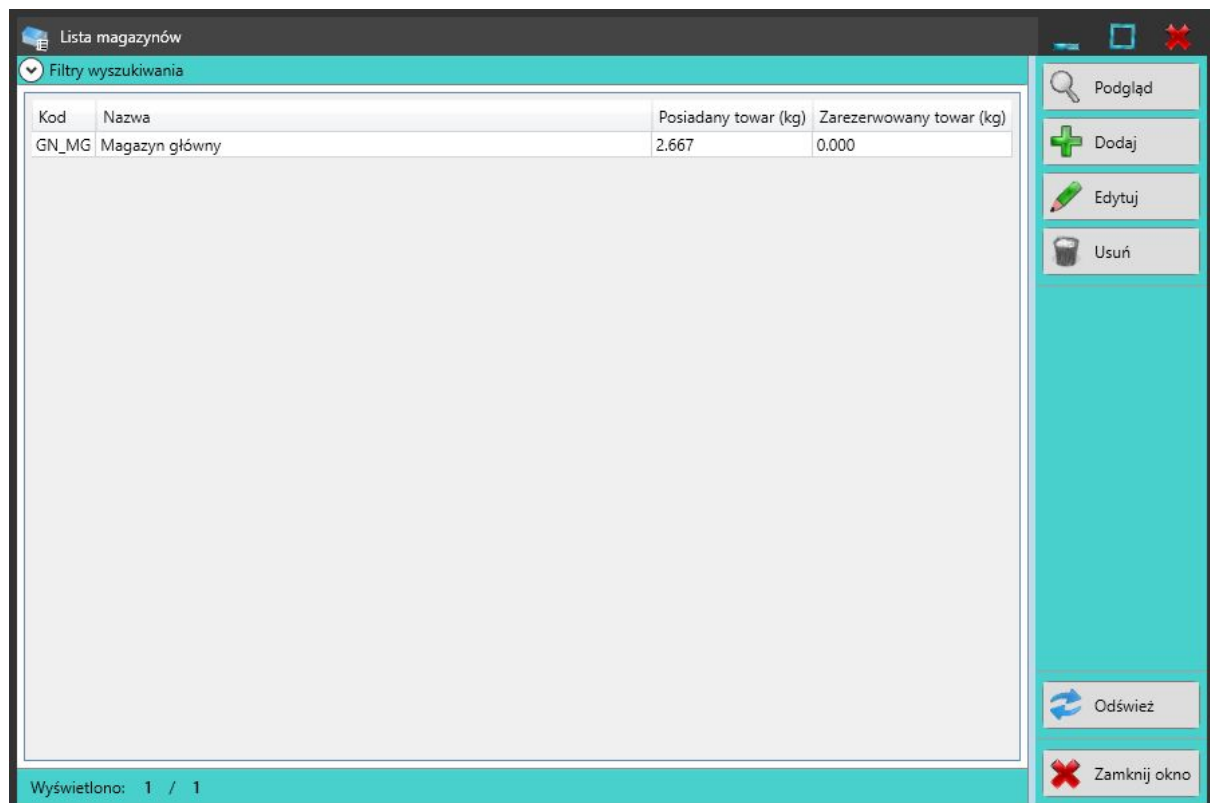 Lista magazynów
Filtry wyszukiwania
Kod Nazwa Posiadany towar (kg) Zarezerwowany towar (kg)
GN_MG Magazyn główny 2.667 0.000
Podgląd
Dodaj
Edytuj
Usuń
Odśwież
Zamknij okno
Wyświetlono: 1 / 1